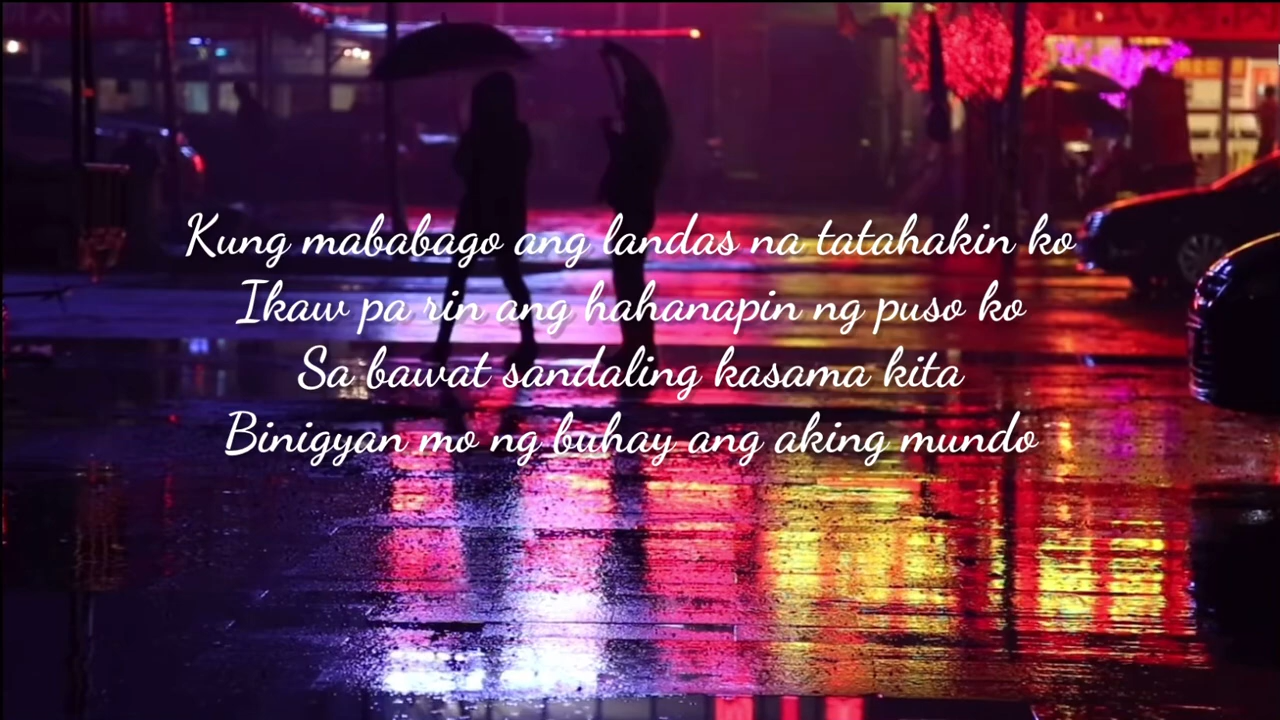 Kung mababago ang landas na tatahakin ko
Ikaw pa rin ang hahanapin ng puso ko
Sa bawat sandaling kasama kita
Binigyan mo ng buhay ang aking mundo